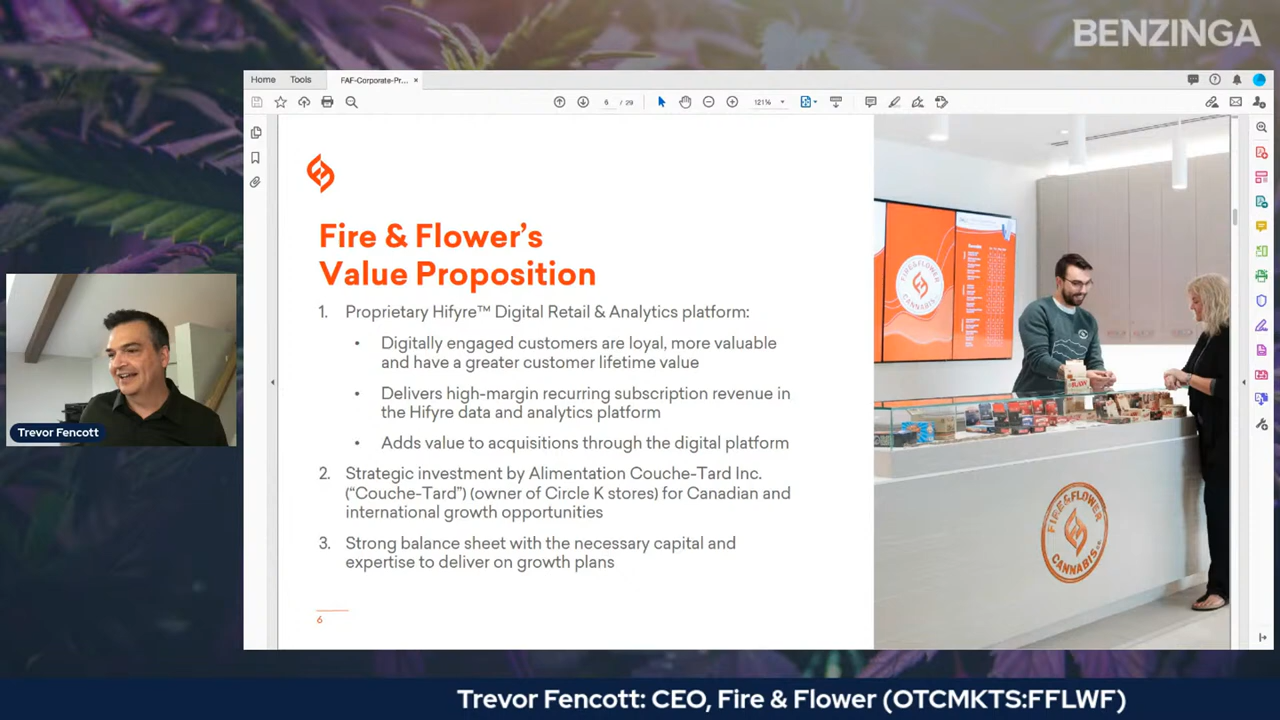 BENZINGA
Home Tools FAF-Corporate-Pr... ×
6 / 29 121%
Fire & Flower's
Value Proposition
1. Proprietary Hifyre™ Digital Retail & Analytics platform:
• Digitally engaged customers are loyal, more valuable
and have a greater customer lifetime value
• Delivers high-margin recurring subscription revenue in
the Hifyre data and analytics platform
• Adds value to acquisitions through the digital platform
2. Strategic investment by Alimentation Couche-Tard Inc.
("Couche-Tard") (owner of Circle K stores) for Canadian and
international growth opportunities
3. Strong balance sheet with the necessary capital and
expertise to deliver on growth plans
6
FIRE & FLOWER
CANNABIS
FIRE & FLOWER
CANNABIS
Trevor Fencott
Trevor Fencott: CEO, Fire & Flower (OTCMKTS:FFLWF)